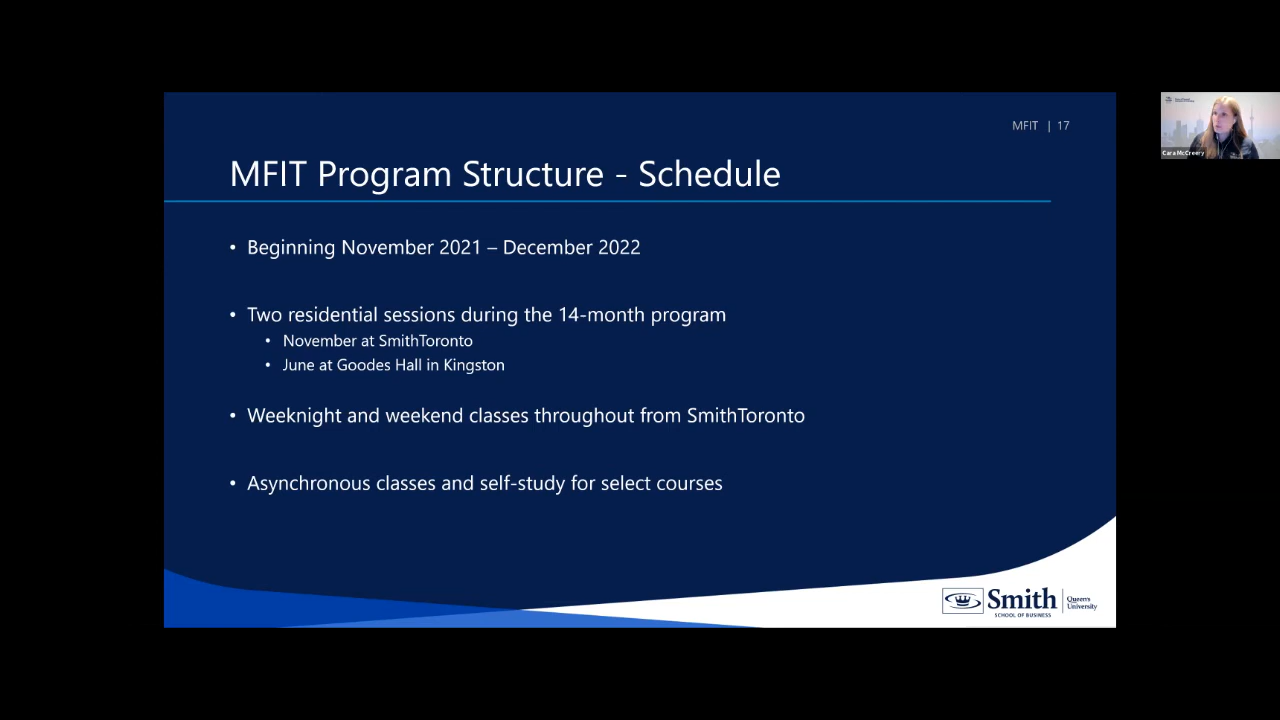 MFIT | 17
MFIT Program Structure - Schedule
• Beginning November 2021 – December 2022
• Two residential sessions during the 14-month program
• November at SmithToronto
• June at Goodes Hall in Kingston
• Weeknight and weekend classes throughout from SmithToronto
• Asynchronous classes and self-study for select courses
Smith
SCHOOL OF BUSINESS
Queen's
University
Cara McCreery